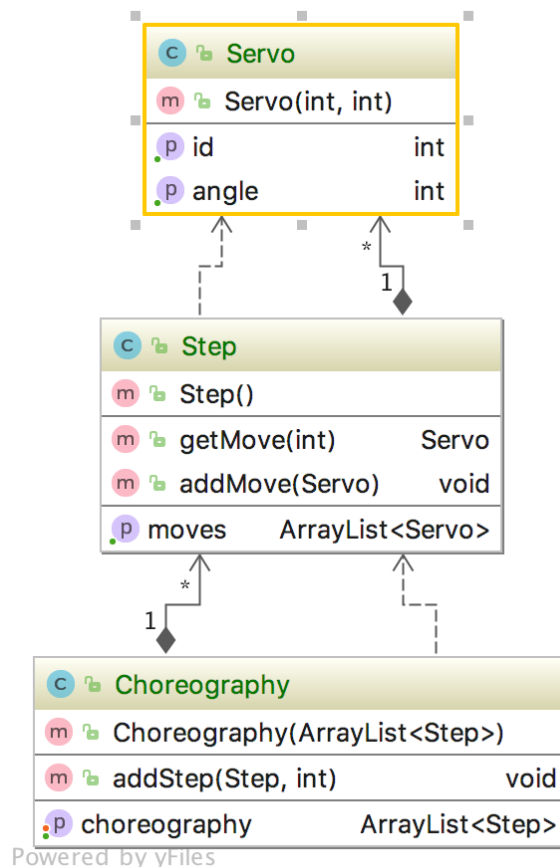 C Servo
m Servo(int, int)
p id int
p angle int
*
1
C Step
m Step()
m getMove(int) Servo
m addMove(Servo) void
p moves ArrayList<Servo>
*
1
C Choreography
m Choreography(ArrayList<Step>)
m addStep(Step, int) void
p choreography ArrayList<Step>
Powered by yFiles